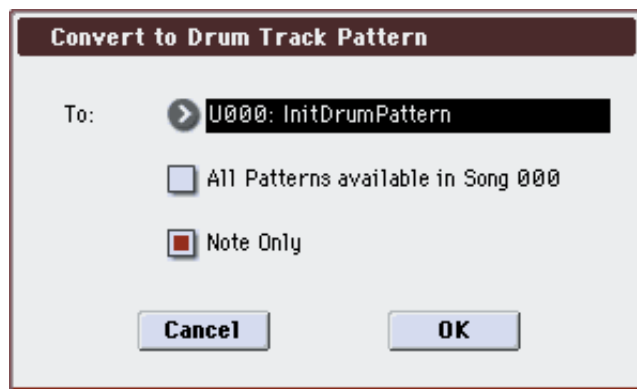 Convert to Drum Track Pattern
To: U000: InitDrumPattern
All Patterns available in Song 000
Note Only
Cancel OK